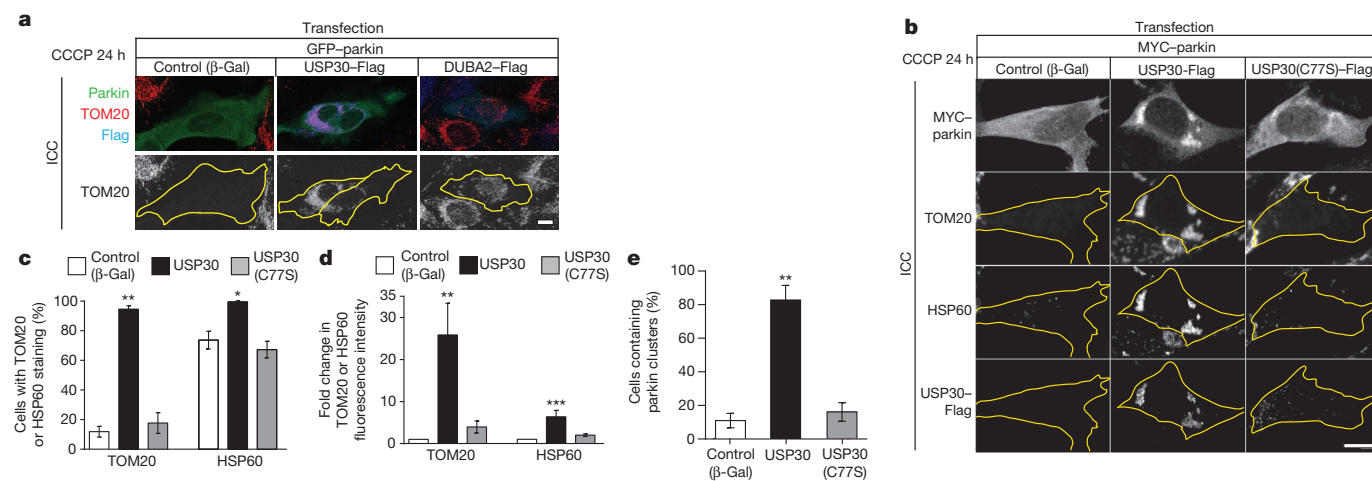 a
Transfection
CCCP 24 h
GFP–parkin
Control (β-Gal) USP30–Flag DUBA2–Flag
ICC
Parkin
TOM20
Flag
TOM20
b
Transfection
CCCP 24 h
MYC–parkin
Control (β-Gal) USP30-Flag USP30(C77S)–Flag
ICC
MYC–
parkin
TOM20
HSP60
USP30–
Flag
c
Control
(β-Gal)
USP30
USP30
(C77S)
Cells with TOM20
or HSP60 staining (%)
100
80
60
40
20
0
** *
TOM20 HSP60
d
Control
(β-Gal)
USP30
USP30
(C77S)
Fold change in
TOM20 or HSP60
fluorescence intensity
35
25
15
5
0
** ***
TOM20 HSP60
e
Cells containing
parkin clusters (%)
100
80
60
40
20
0
**
Control
(β-Gal)
USP30
USP30
(C77S)